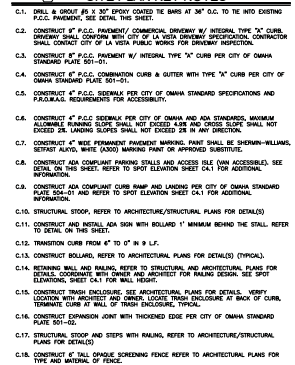 C.1. DRILL & GROUT #5 X 30" EPOXY COATED TIE BARS AT 36" O.C. TO TIE INTO EXISTING
P.C.C. PAVEMENT, SEE DETAIL THIS SHEET.
C.2. CONSTRUCT 9" P.C.C. PAVEMENT/ COMMERCIAL DRIVEWAY W/ INTEGRAL TYPE "A" CURB.
DRIVEWAY SHALL CONFORM WITH CITY OF LA VISTA DRIVEWAY SPECIFICATION. CONTRACTOR
SHALL CONTACT CITY OF LA VISTA PUBLIC WORKS FOR DRIVEWAY INSPECTION.
C.3. CONSTRUCT 6" P.C.C. PAVEMENT W/ INTEGRAL TYPE "A" CURB PER CITY OF OMAHA
STANDARD PLATE 501-01.
C.4. CONSTRUCT 6" P.C.C. COMBINATION CURB & GUTTER WITH TYPE "A" CURB PER CITY OF
OMAHA STANDARD PLATE 501-01.
C.5. CONSTRUCT 4" P.C.C. SIDEWALK PER CITY OF OMAHA STANDARD SPECIFICATIONS AND
P.R.O.W.A.G. REQUIREMENTS FOR ACCESSIBILITY.
C.6. CONSTRUCT 4" P.C.C SIDEWALK PER CITY OF OMAHA AND ADA STANDARDS, MAXIMUM
ALLOWABLE RUNNING SLOPE SHALL NOT EXCEED 4.9% AND CROSS SLOPE SHALL NOT
EXCEED 2%. LANDING SLOPES SHALL NOT EXCEED 2% IN ANY DIRECTION.
C.7. CONSTRUCT 4" WIDE PERMANENT PAVEMENT MARKING PAINT SHALL BE SHERWIN-WILLIAMS,
SETFAST ALKYD, WHITE (A300) MARKING PAINT OR APPROVED SUBSTITUTE.
C.8. CONSTRUCT ADA COMPLIANT PARKING STALLS AND ACCESS ISLE (VAN ACCESSIBLE). SEE
DETAIL ON THIS SHEET. REFER TO SPOT ELEVATION SHEET C4.1 FOR ADDITIONAL
INFORMATION.
C.9. CONSTRUCT ADA COMPLIANT CURB RAMP AND LANDING PER CITY OF OMAHA STANDARD
PLATE 504-01 AND REFER TO SPOT ELEVATION SHEET C4.1 FOR ADDITIONAL
INFORMATION.
C.10. STRUCTURAL STOOP, REFER TO ARCHITECTURE/STRUCTURAL PLANS FOR DETAIL(S)
C.11. CONSTRUCT AND INSTALL ADA SIGN WITH BOLLARD 1' MINIMUM BEHIND THE STALL. REFER
TO DETAIL ON THIS SHEET.
C.12. TRANSITION CURB FROM 6" TO 0" IN 9 L.F.
C.13. CONSTRUCT BOLLARD, REFER TO ARCHITECTURAL PLANS FOR DETAIL(S) (TYPICAL).
C.14. RETAINING WALL AND RAILING, REFER TO STRUCTURAL AND ARCHITECTURAL PLANS FOR
DETAILS. COORDINATE WITH OWNER AND ARCHITECT FOR RAILING DESIGN. SEE SPOT
ELEVATIONS, SHEET C4.1 FOR WALL HEIGHT.
C.15. CONSTRUCT TRASH ENCLOSURE. SEE ARCHITECTURAL PLANS FOR DETAILS. VERIFY
LOCATION WITH ARCHITECT AND OWNER. LOCATE TRASH ENCLOSURE AT BACK OF CURB,
TERMINATE CURB AT WALL OF TRASH ENCLOSURE, TYPICAL.
C.16. CONSTRUCT EXPANSION JOINT WITH THICKENED EDGE PER CITY OF OMAHA STANDARD
PLATE 501-02.
C.17. STRUCTURAL STOOP AND STEPS WITH RAILING, REFER TO ARCHITECTURE/STRUCTURAL
PLANS FOR DETAIL(S)
C.18. CONSTRUCT 6' TALL OPAQUE SCREENING FENCE REFER TO ARCHITECTURAL PLANS FOR
TYPE AND MATERIAL OF FENCE.